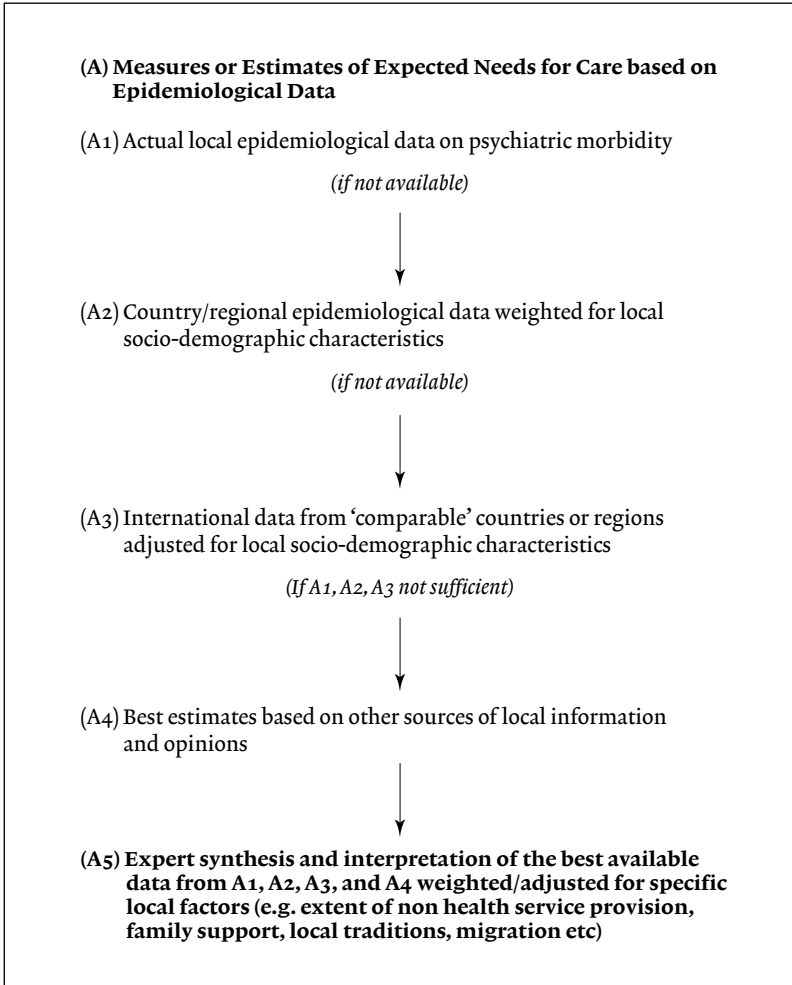 (A) Measures or Estimates of Expected Needs for Care based on
Epidemiological Data
(A1) Actual local epidemiological data on psychiatric morbidity
(if not available)
(A2) Country/regional epidemiological data weighted for local
socio-demographic characteristics
(if not available)
(A3) International data from ‘comparable’ countries or regions
adjusted for local socio-demographic characteristics
(If A1, A2, A3 not sufficient)
(A4) Best estimates based on other sources of local information
and opinions
(A5) Expert synthesis and interpretation of the best available
data from A1, A2, A3, and A4 weighted/adjusted for specific
local factors (e.g. extent of non health service provision,
family support, local traditions, migration etc)